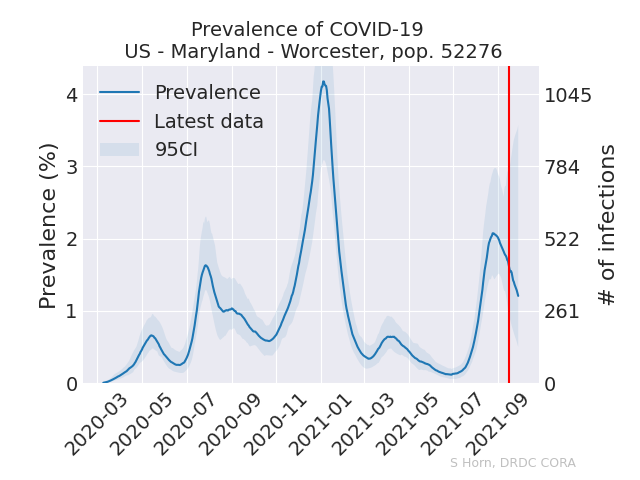 Prevalence of COVID-19
US - Maryland - Worcester, pop. 52276
Prevalence
Latest data
95CI
Prevalence (%)
4
3
2
1
0
1045
784
522
261
0
# of infections
2020-03
2020-05
2020-07
2020-09
2020-11
2021-01
2021-03
2021-05
2021-07
2021-09
S Horn, DRDC CORA